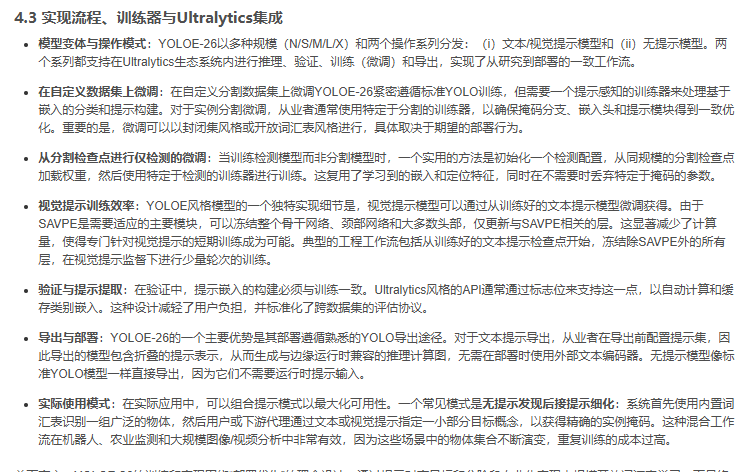 4.3 实现流程、训练器与Ultralytics集成
• 模型变体与操作模式：YOLOE-26以多种规模（N/S/M/L/X）和两个操作系列分发：（i）文本/视觉提示模型和（ii）无提示模型。两
个系列都支持在Ultralytics生态系统内进行推理、验证、训练（微调）和导出，实现了从研究到部署的一致工作流。
• 在自定义数据集上微调：在自定义分割数据集上微调YOLOE-26紧密遵循标准YOLO训练，但需要一个提示感知的训练器来处理基于
嵌入的分类和提示构建。对于实例分割微调，从业者通常使用特定于分割的训练器，以确保掩码分支、嵌入头和提示模块得到一致优
化。重要的是，微调可以以封闭集风格或开放词汇表风格进行，具体取决于期望的部署行为。
• 从分割检查点进行仅检测的微调：当训练检测模型而非分割模型时，一个实用的方法是初始化一个检测配置，从同规模的分割检查点
加载权重，然后使用特定于检测的训练器进行训练。这复用了学习到的嵌入和定位特征，同时在不需要时丢弃特定于掩码的参数。
• 视觉提示训练效率：YOLOE风格模型的一个独特实现细节是，视觉提示模型可以通过从训练好的文本提示模型微调获得。由于
SAVPE是需要适应的主要模块，可以冻结整个骨干网络、颈部网络和大多数头部，仅更新与SAVPE相关的层。这显著减少了计算
量，使得专门针对视觉提示的短期训练成为可能。典型的工程工作流包括从训练好的文本提示检查点开始，冻结除SAVPE外的所有
层，在视觉提示监督下进行少量轮次的训练。
• 验证与提示提取：在验证中，提示嵌入的构建必须与训练一致。Ultralytics风格的API通常通过标志位来支持这一点，以自动计算和缓
存类别嵌入。这种设计减轻了用户负担，并标准化了跨数据集的评估协议。
• 导出与部署：YOLOE-26的一个主要优势是其部署遵循熟悉的YOLO导出途径。对于文本提示导出，从业者在导出前配置提示集，因
此导出的模型包含折叠的提示表示，从而生成与边缘运行时兼容的推理计算图，无需在部署时使用外部文本编码器。无提示模型像标
准YOLO模型一样直接导出，因为它们不需要运行时提示输入。
• 实际使用模式：在实际应用中，可以组合提示模式以最大化可用性。一个常见模式是无提示发现后接提示细化：系统首先使用内置词
汇表识别一组广泛的物体，然后用户或下游代理通过文本或视觉提示指定一小部分目标概念，以获得精确的实例掩码。这种混合工作
流在机器人、农业监测和大规模图像/视频分析中非常有效，因为这些场景中的物体集合不断演变，重复训练的成本过高。